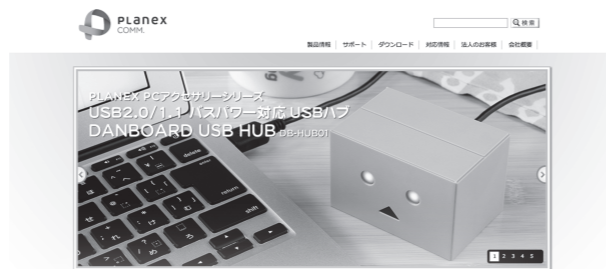 PLANEX
COMM.
検索
製品情報 サポート ダウンロード 対応情報 法人のお客様 会社概要
PLANEX PCアクセサリーシリーズ
USB2.0/1.1 バスパワー対応 USBハブ
DANBOARD USB HUB DB-HUB01
delete
return
shift
1 2 3 4 5